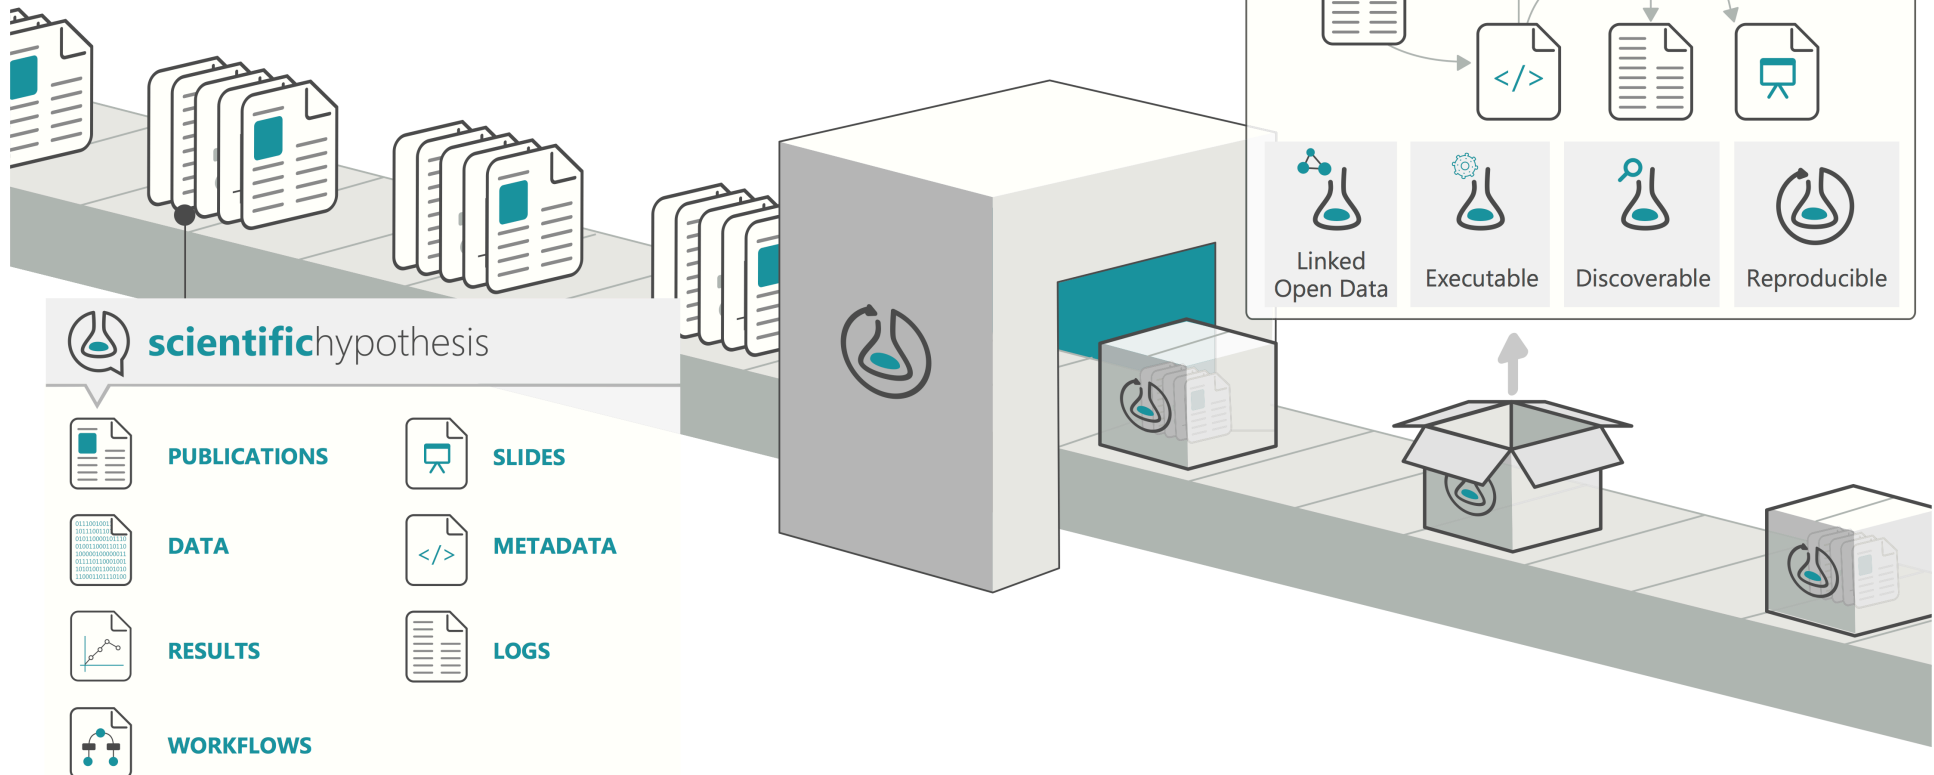 </>
Linked
Open Data
Executable
Discoverable
Reproducible
scientifichypothesis
PUBLICATIONS
SLIDES
DATA
</>
METADATA
RESULTS
LOGS
WORKFLOWS